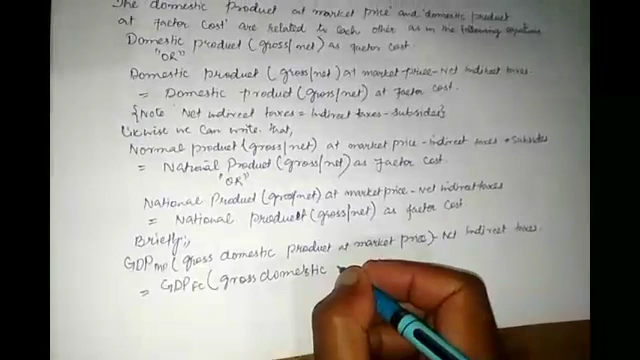 The domestic product at market price and 'domestic product
at factor cost' are related to each other as in the following equations
Domestic product (gross/net) as factor cost.
"OR"
Domestic product (gross/net) at market price - Net indirect taxes.
= Domestic product (gross/net) at factor cost.
{Note Net indirect taxes = indirect taxes - subsides}
Likwise we can write that,
Normal product (gross/net) at market price - indirect taxes + subsides
= National Product (gross/net) as factor cost.
"OR"
National Product (gross/net) at market price - Net indirect taxes
= National product (gross/net) as factor cost
Briefly;,
GDPmp (gross domestic product at market price) - Net indirect taxes.
= GDPFC (gross domestic